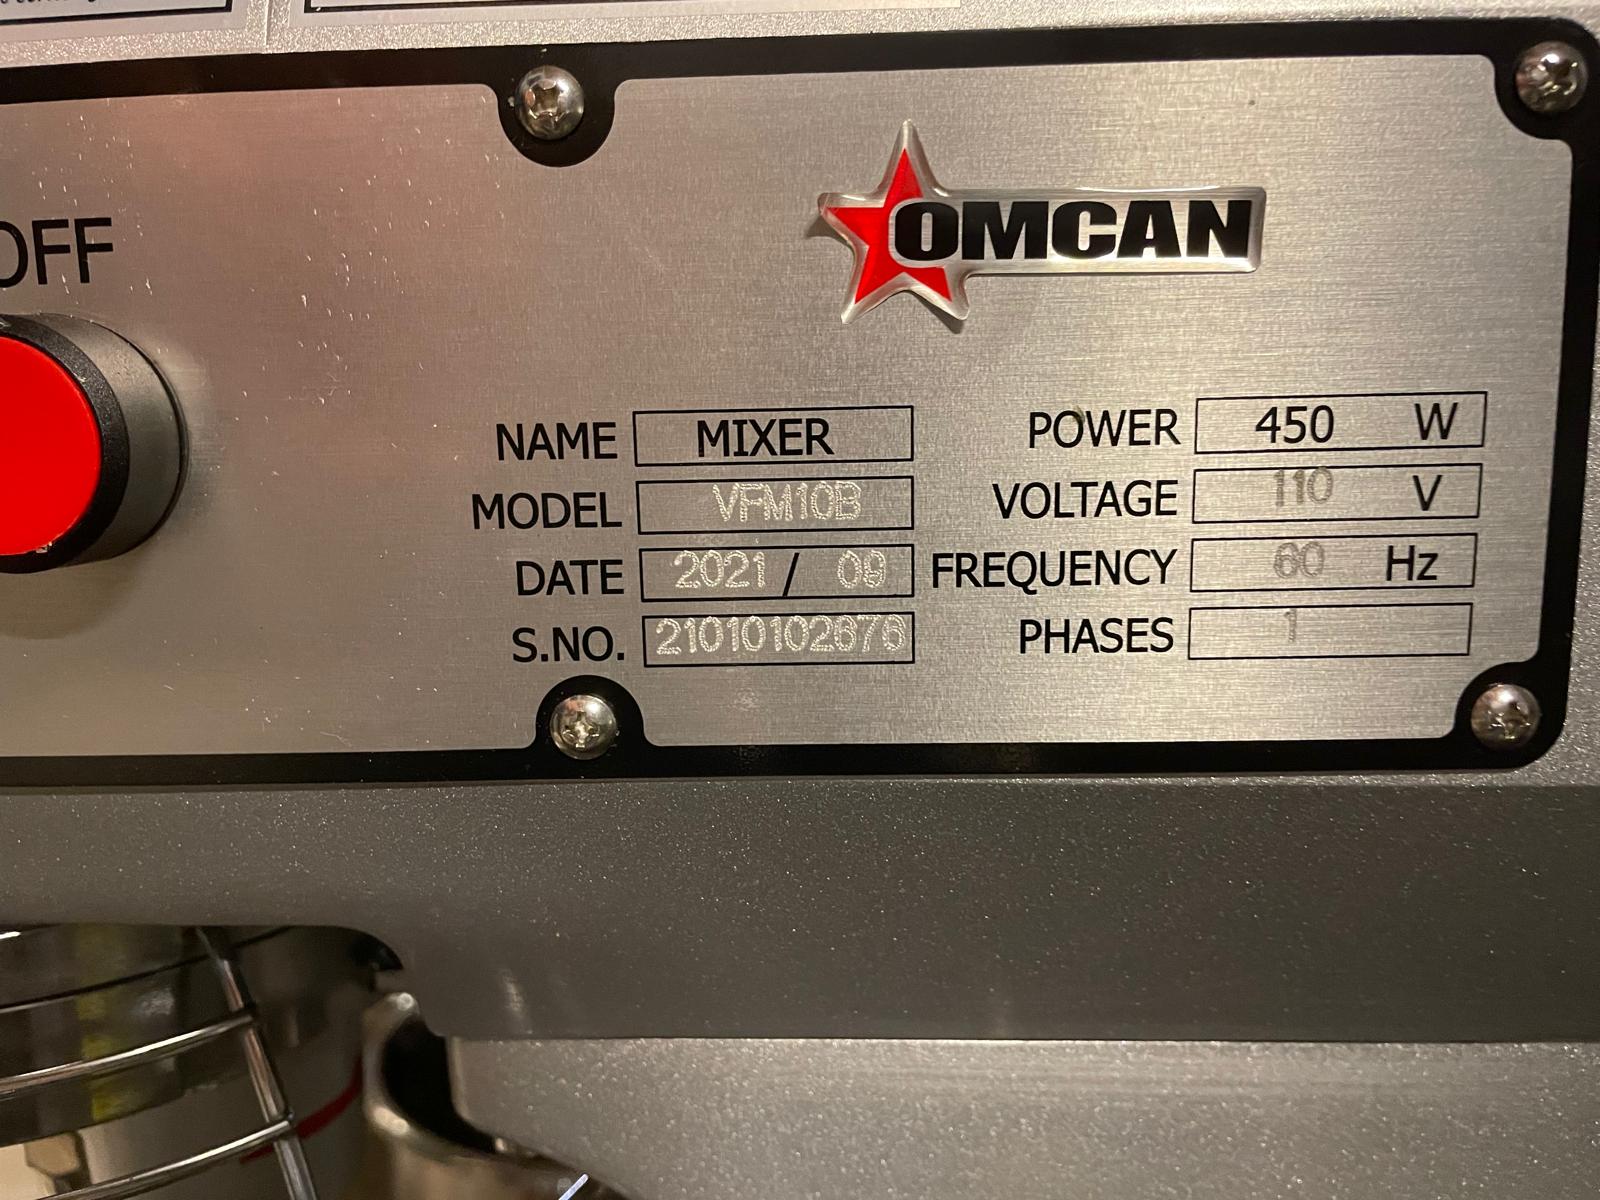 OFF
OMCAN
NAME MIXER
MODEL VFM10B
DATE 2021 / 09
S.NO. 21010102676
POWER 450 W
VOLTAGE 110 V
FREQUENCY 60 Hz
PHASES 1